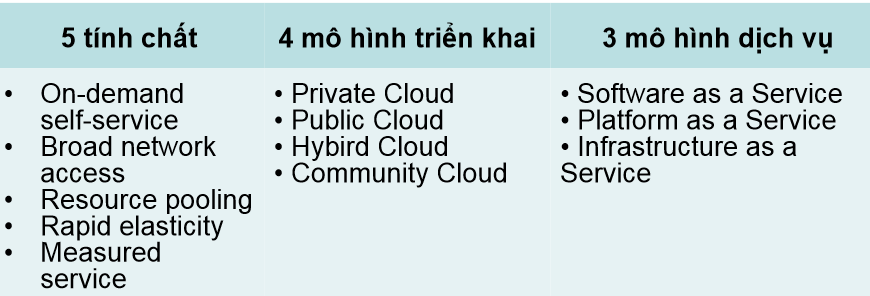 5 tính chất
4 mô hình triển khai
3 mô hình dịch vụ
• On-demand
self-service
• Broad network
access
• Resource pooling
• Rapid elasticity
• Measured
service
• Private Cloud
• Public Cloud
• Hybird Cloud
• Community Cloud
• Software as a Service
• Platform as a Service
• Infrastructure as a
Service